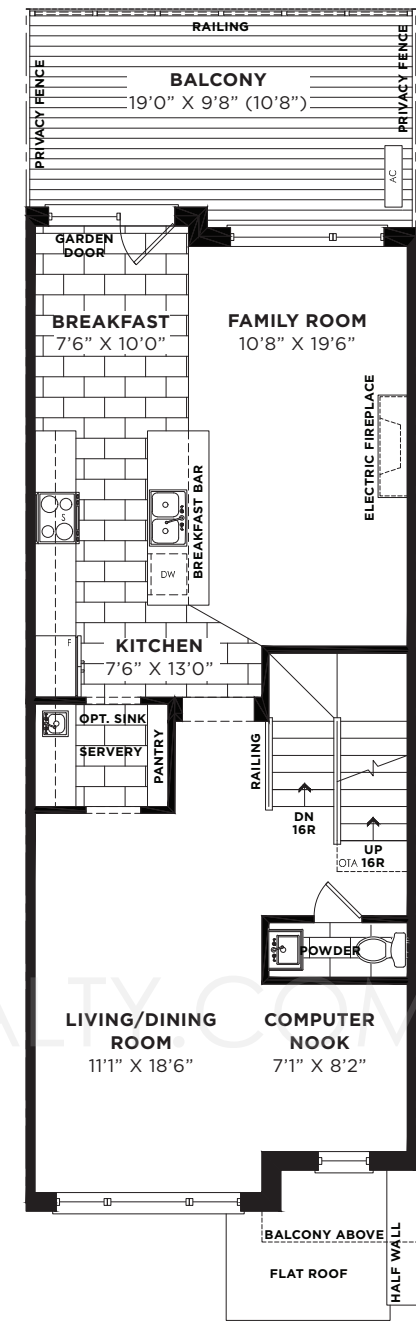 RAILING
PRIVACY FENCE
BALCONY
19'0" X 9'8" (10'8")
PRIVACY FENCE
AC
GARDEN
DOOR
BREAKFAST
7'6" X 10'0"
FAMILY ROOM
10'8" X 19'6"
ELECTRIC FIREPLACE
S
BREAKFAST BAR
DW
F
KITCHEN
7'6" X 13'0"
OPT. SINK
SERVERY
PANTRY
RAILING
DN
16R
UP
OTA 16R
POWDER
ALTY.COM
LIVING/DINING
ROOM
11'1" X 18'6"
COMPUTER
NOOK
7'1" X 8'2"
BALCONY ABOVE
FLAT ROOF
HALF WALL